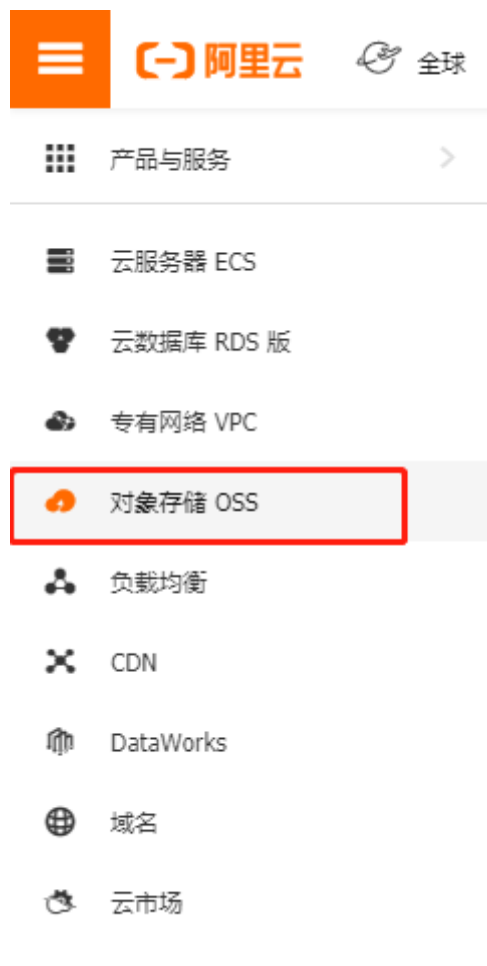 阿里云 全球
产品与服务
云服务器 ECS
云数据库 RDS 版
专有网络 VPC
对象存储 OSS
负载均衡
CDN
DataWorks
域名
云市场